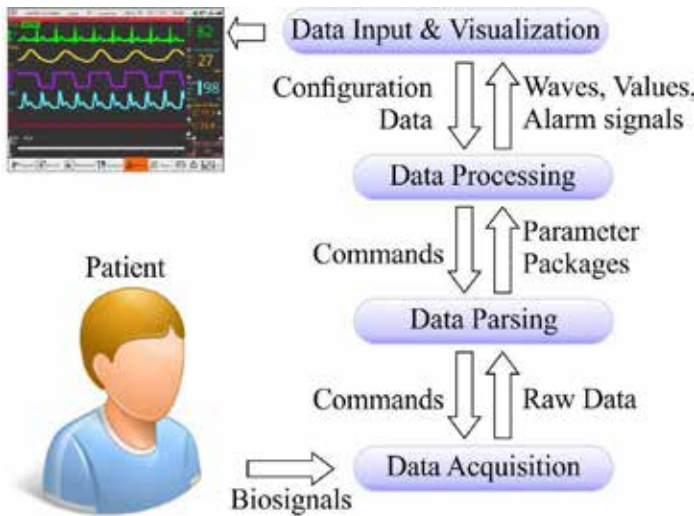 Data Input & Visualization
82
27
198
Configuration
Data
Waves, Values,
Alarm signals
Data Processing
Commands
Parameter
Packages
Patient
Data Parsing
Commands
Raw Data
Data Acquisition
Biosignals